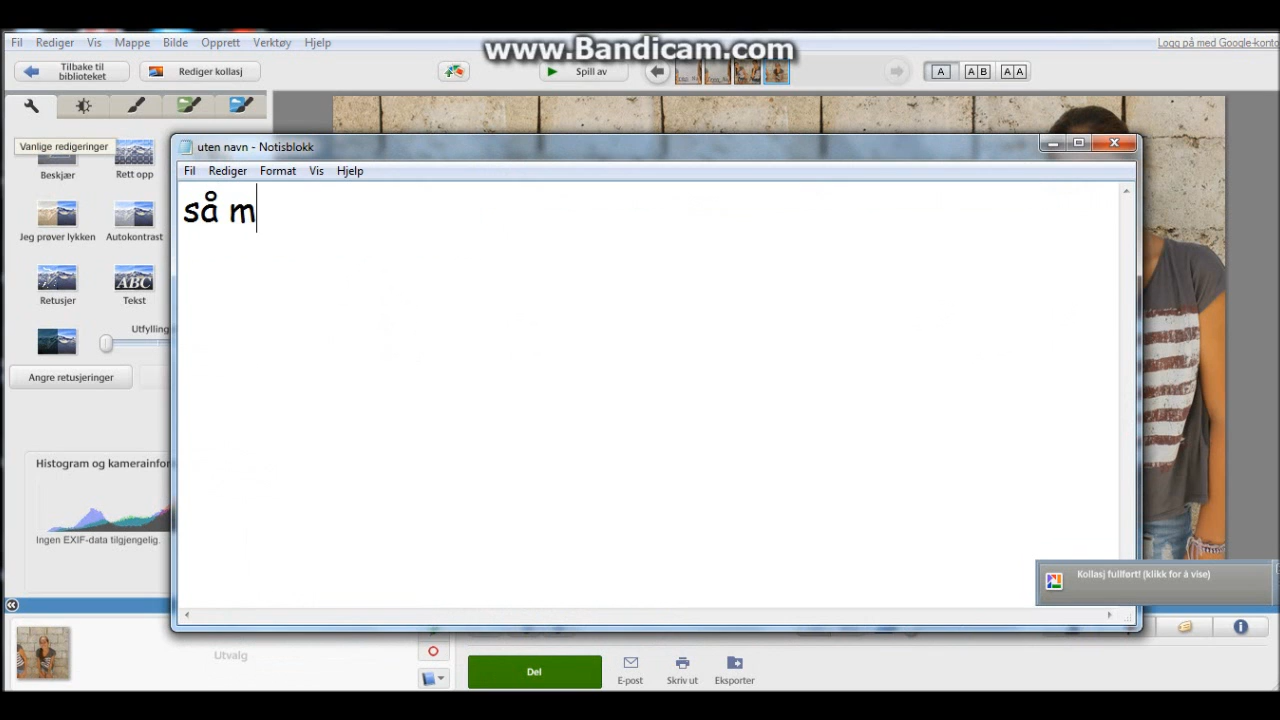 www.Bandicam.com
Fil Rediger Vis Mappe Bilde Opprett Verktøy Hjelp
Logg på med Google-konto
Tilbake til biblioteket
Rediger kollasj
Spill av
A AB AA
Vanlige redigeringer
Beskjær
Rett opp
Jeg prøver lykken
Autokontrast
Retusjer
ABC
Tekst
Utfylling
Angre retusjeringer
Histogram og kamerainfor
Ingen EXIF-data tilgjengelig.
uten navn - Notisblokk
Fil Rediger Format Vis Hjelp
så m
Kollasj fullført! (klikk for å vise)
Utvalg
Del
E-post
Skriv ut
Eksporter